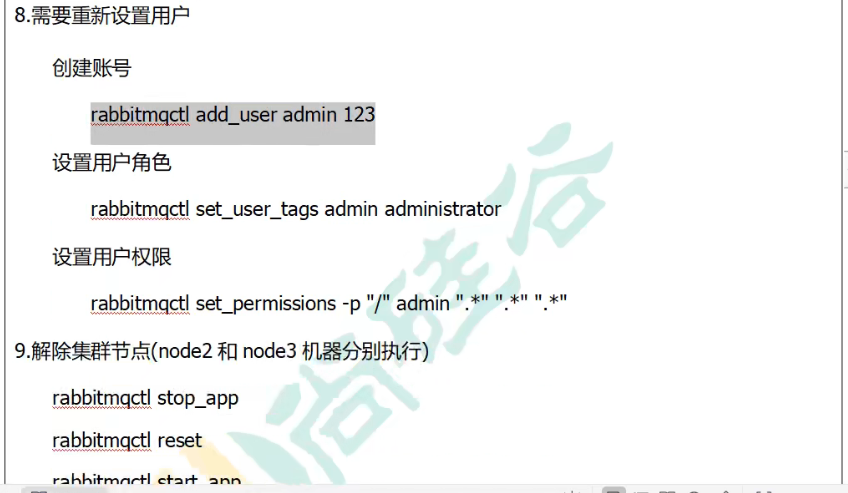 8.需要重新设置用户
创建账号
rabbitmqctl add_user admin 123
设置用户角色
rabbitmqctl set_user_tags admin administrator
设置用户权限
rabbitmqctl set_permissions -p "/" admin ".*" ".*" ".*"
9.解除集群节点(node2 和 node3 机器分别执行)
rabbitmqctl stop_app
rabbitmqctl reset
rabbitmqctl start_app
尚硅谷